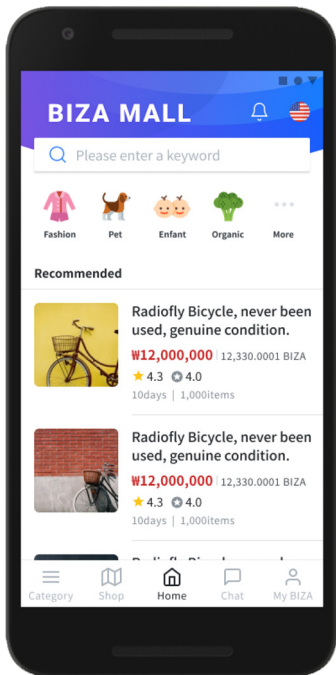 BIZA MALL
Please enter a keyword
Fashion
Pet
Enfant
Organic
More
Recommended
Radiofly Bicycle, never been
used, genuine condition.
₩12,000,000 | 12,330.0001 BIZA
4.3 4.0
10days | 1,000items
Radiofly Bicycle, never been
used, genuine condition.
₩12,000,000 | 12,330.0001 BIZA
4.3 4.0
10days | 1,000items
Category
Shop
Home
Chat
My BIZA